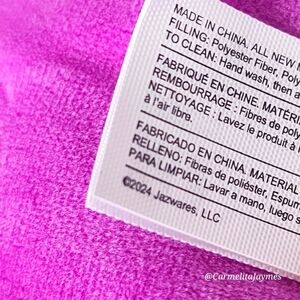 MADE IN CHINA. ALL NEW
FILLING: Polyester Fiber,
TO CLEAN: Hand wash, then
FABRIQUÉ EN CHINE. MATÉRI
REMBOURRAGE : Fibres de poly
NETTOYAGE : Lavez le produit à
à l'air libre.
FABRICADO EN CHINA. MATERIAL
RELLENO: Fibras de poliéster, Espum
PARA LIMPIAR: Lavar a mano, luego s
©2024 Jazwares, LLC
@CarmelitaJaymes